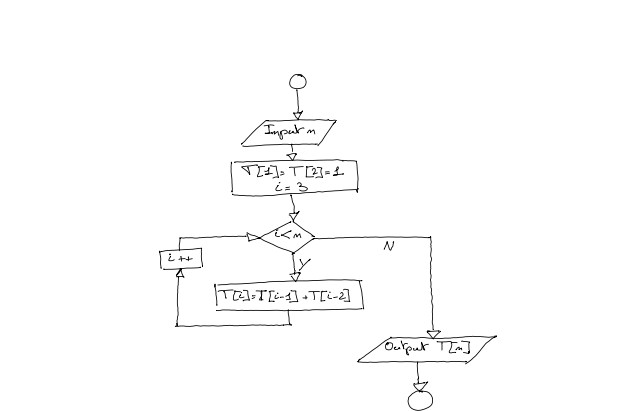 Input n
T[1]=T[2]=1
i=3
i<n
N
i++
Y
T[i]=T[i-1]+T[i-2]
Output T[n]